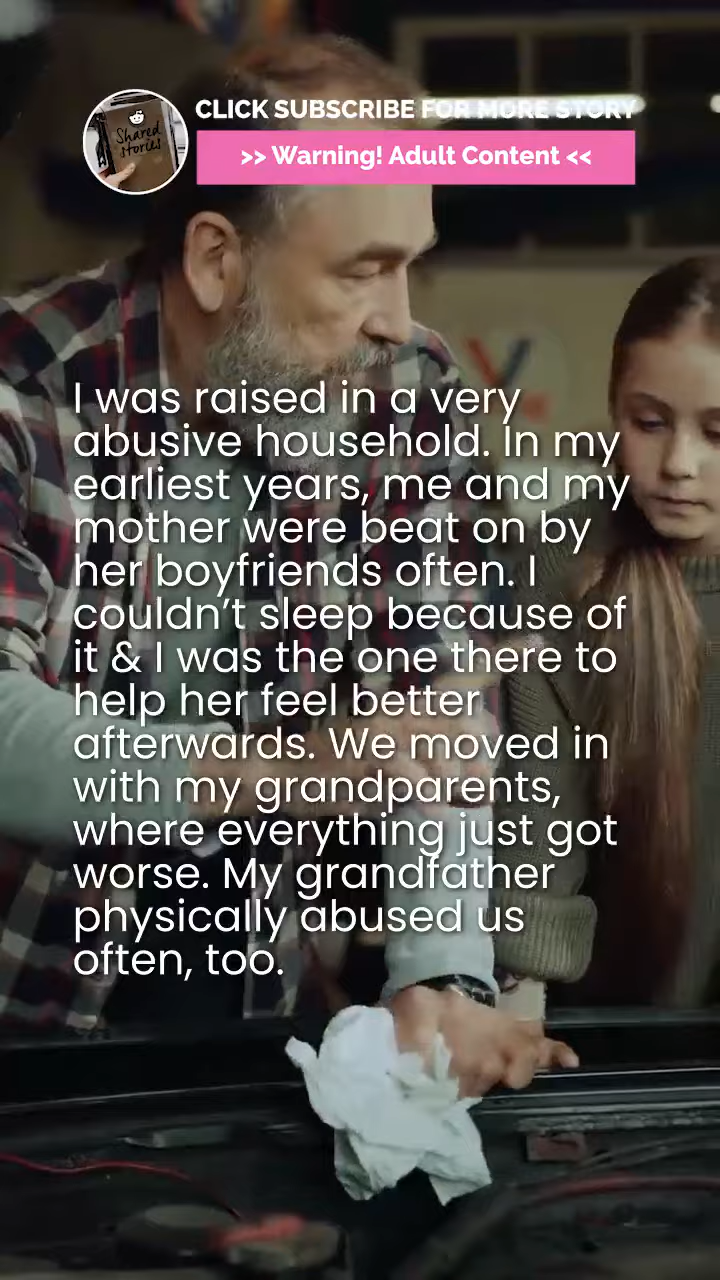 CLICK SUBSCRIBE FOR MORE STORY
Shared
stories
>> Warning! Adult Content <<
I was raised in a very
abusive household. In my
earliest years, me and my
mother were beat on by
her boyfriends often. I
couldn’t sleep because of
it & I was the one there to
help her feel better
afterwards. We moved in
with my grandparents,
where everything just got
worse. My grandfather
physically abused us
often, too.